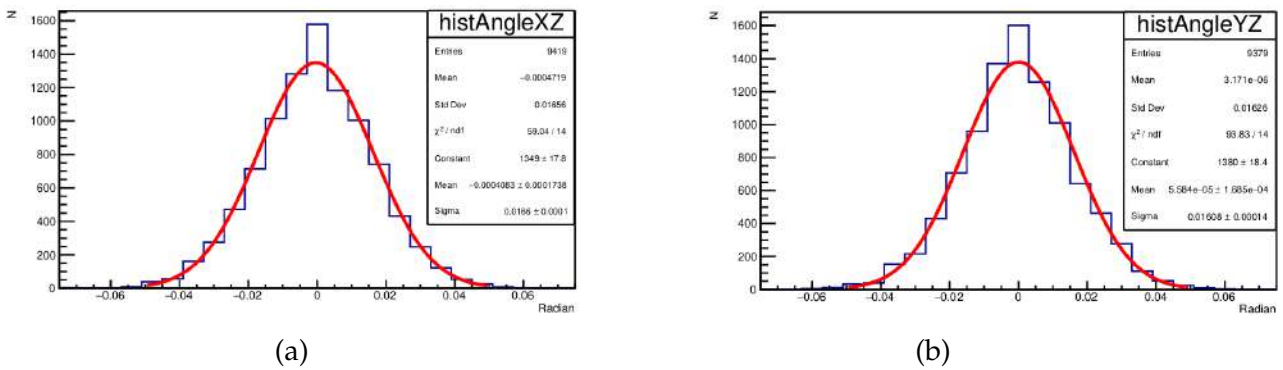 N
1600
1400
1200
1000
800
600
400
200
0
−0.06 −0.04 −0.02 0 0.02 0.04 0.06
Radian
histAngleXZ
Entries 9419
Mean −0.0004719
Std Dev 0.01656
χ² / ndf 59.04 / 14
Constant 1349 ± 17.8
Mean −0.0004083 ± 0.0001738
Sigma 0.0166 ± 0.0001
(a)
N
1600
1400
1200
1000
800
600
400
200
0
−0.06 −0.04 −0.02 0 0.02 0.04 0.06
Radian
histAngleYZ
Entries 9379
Mean 3.171e−06
Std Dev 0.01626
χ² / ndf 93.83 / 14
Constant 1380 ± 18.4
Mean 5.584e−05 ± 1.685e−04
Sigma 0.01608 ± 0.00014
(b)